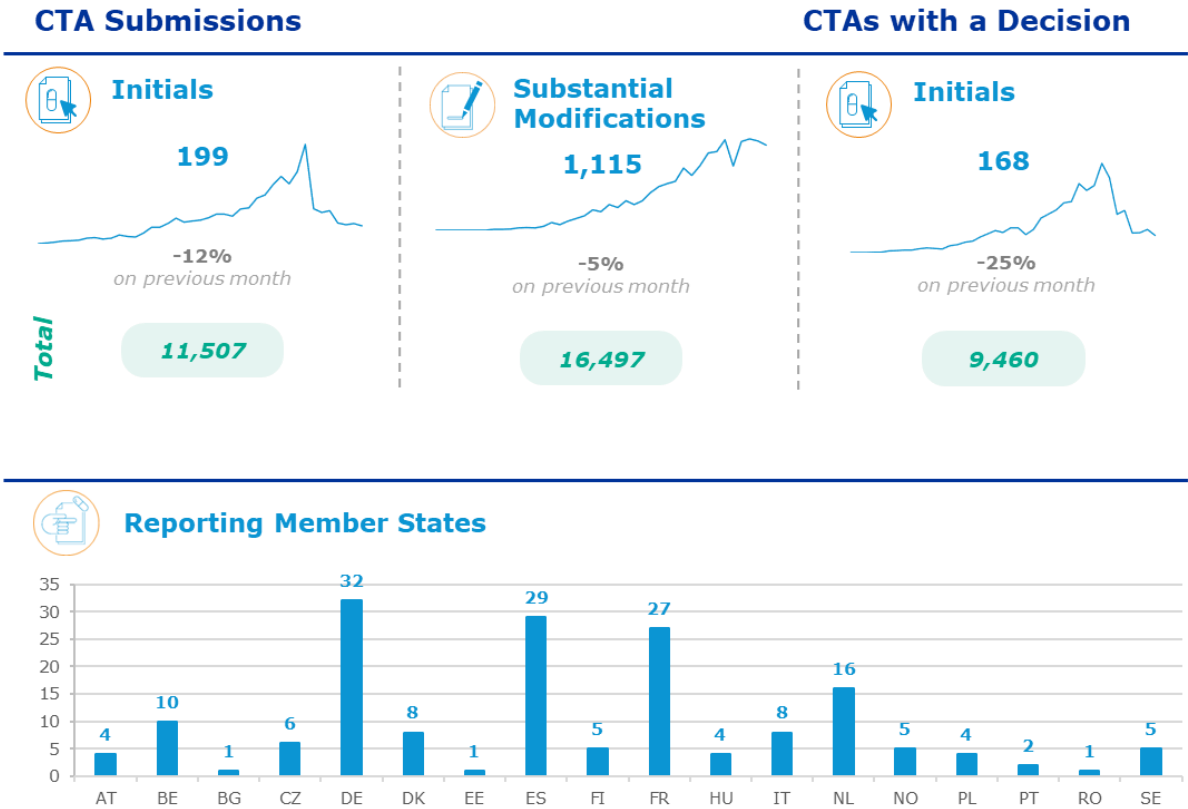 CTA Submissions
CTAs with a Decision
Initials
199
-12%
on previous month
Substantial
Modifications
1,115
-5%
on previous month
Initials
168
-25%
on previous month
Total
11,507
16,497
9,460
Reporting Member States
35
30
25
20
15
10
5
0
4
10
1
6
32
8
1
29
5
27
4
8
16
5
4
2
1
5
AT BE BG CZ DE DK EE ES FI FR HU IT NL NO PL PT RO SE